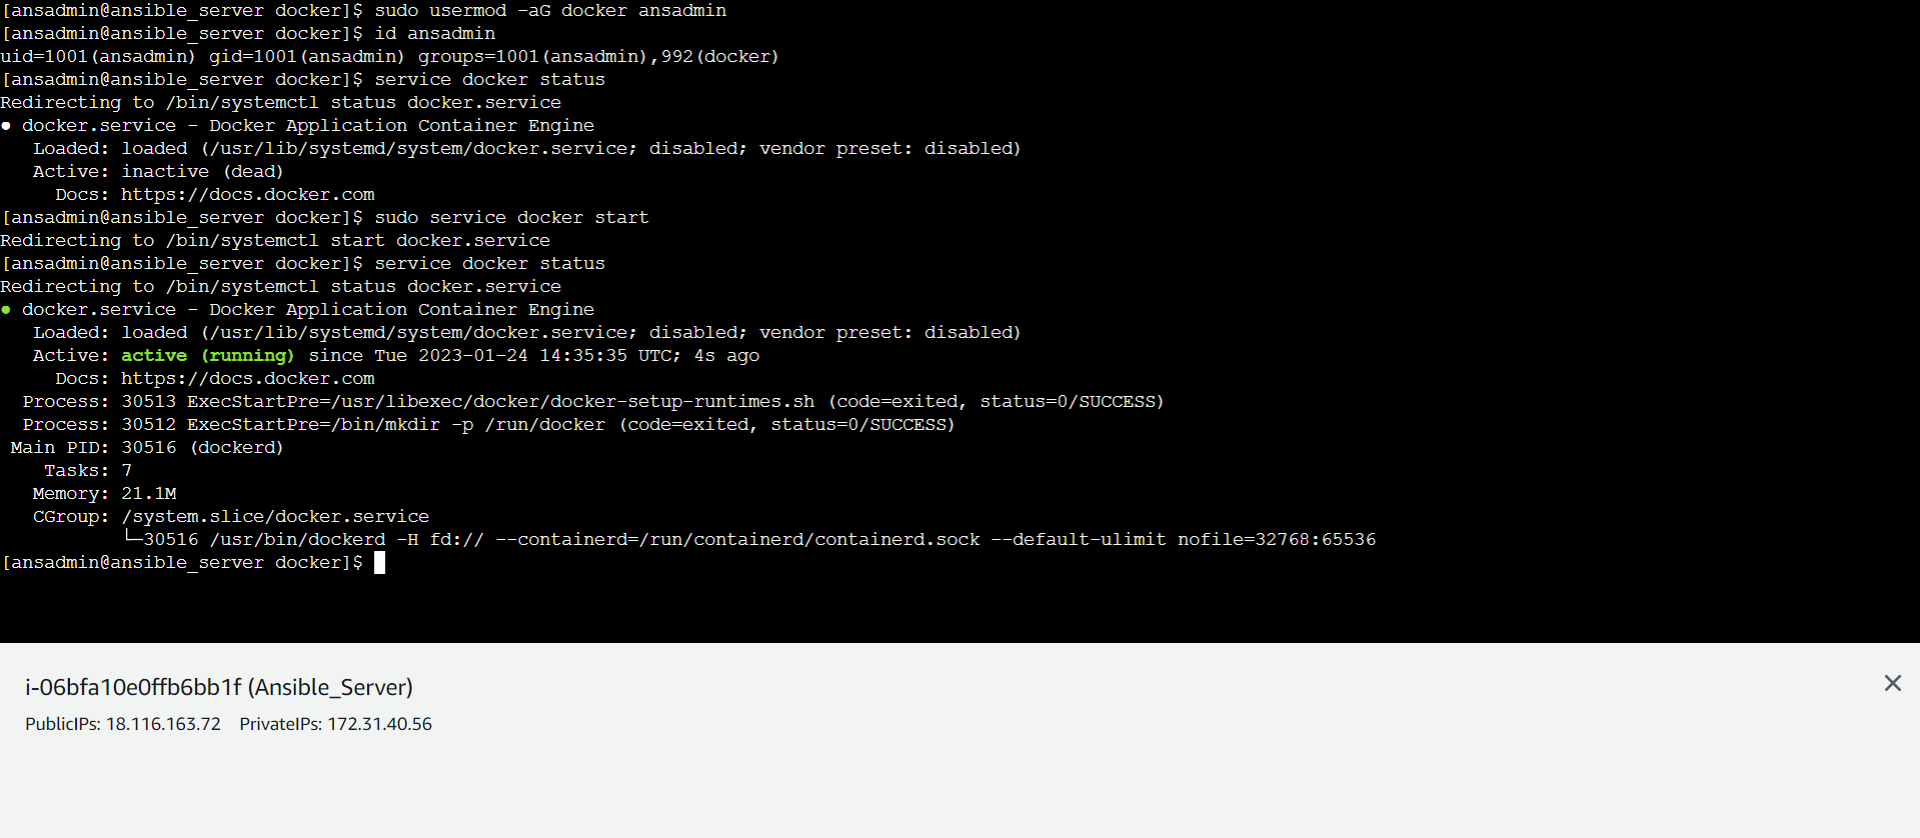 [ansadmin@ansible_server docker]$ sudo usermod -aG docker ansadmin
[ansadmin@ansible_server docker]$ id ansadmin
uid=1001(ansadmin) gid=1001(ansadmin) groups=1001(ansadmin),992(docker)
[ansadmin@ansible_server docker]$ service docker status
Redirecting to /bin/systemctl status docker.service
● docker.service - Docker Application Container Engine
   Loaded: loaded (/usr/lib/systemd/system/docker.service; disabled; vendor preset: disabled)
   Active: inactive (dead)
     Docs: https://docs.docker.com
[ansadmin@ansible_server docker]$ sudo service docker start
Redirecting to /bin/systemctl start docker.service
[ansadmin@ansible_server docker]$ service docker status
Redirecting to /bin/systemctl status docker.service
● docker.service - Docker Application Container Engine
   Loaded: loaded (/usr/lib/systemd/system/docker.service; disabled; vendor preset: disabled)
   Active: active (running) since Tue 2023-01-24 14:35:35 UTC; 4s ago
     Docs: https://docs.docker.com
  Process: 30513 ExecStartPre=/usr/libexec/docker/docker-setup-runtimes.sh (code=exited, status=0/SUCCESS)
  Process: 30512 ExecStartPre=/bin/mkdir -p /run/docker (code=exited, status=0/SUCCESS)
 Main PID: 30516 (dockerd)
    Tasks: 7
   Memory: 21.1M
   CGroup: /system.slice/docker.service
           └─30516 /usr/bin/dockerd -H fd:// --containerd=/run/containerd/containerd.sock --default-ulimit nofile=32768:65536
[ansadmin@ansible_server docker]$
i-06bfa10e0ffb6bb1f (Ansible_Server)
PublicIPs: 18.116.163.72 PrivateIPs: 172.31.40.56